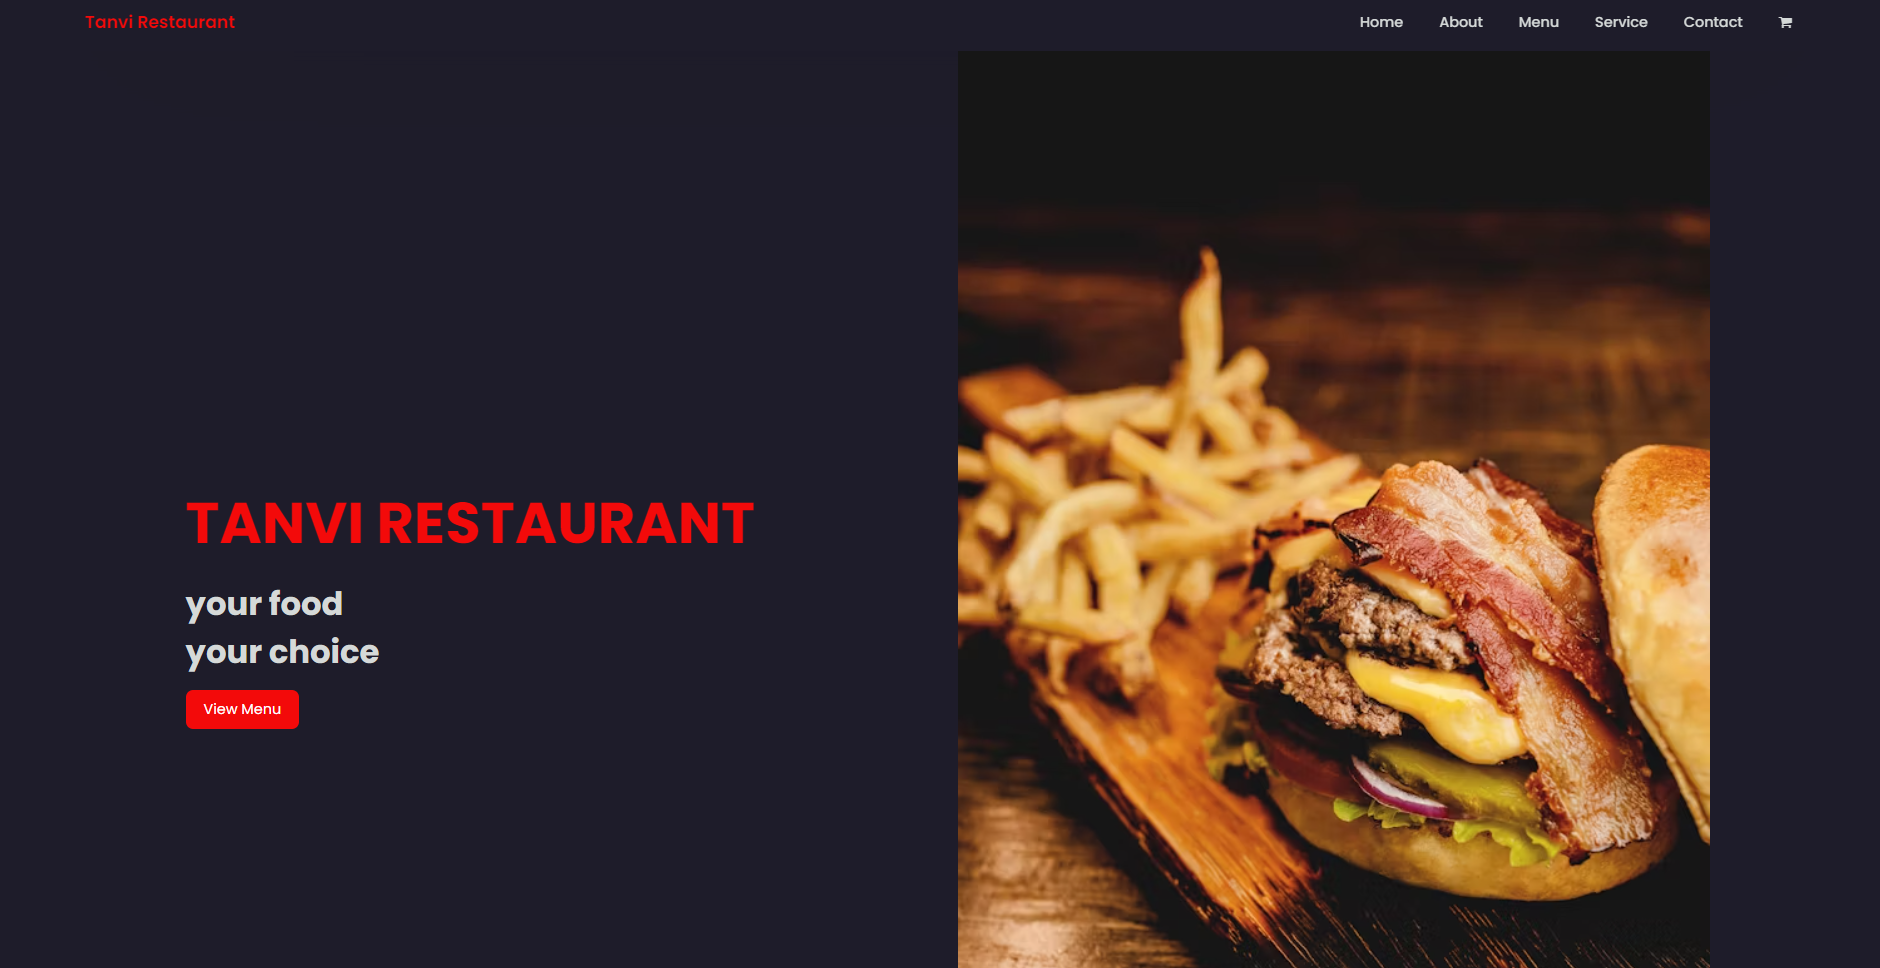 Tanvi Restaurant
Home About Menu Service Contact
TANVI RESTAURANT
your food
your choice
View Menu